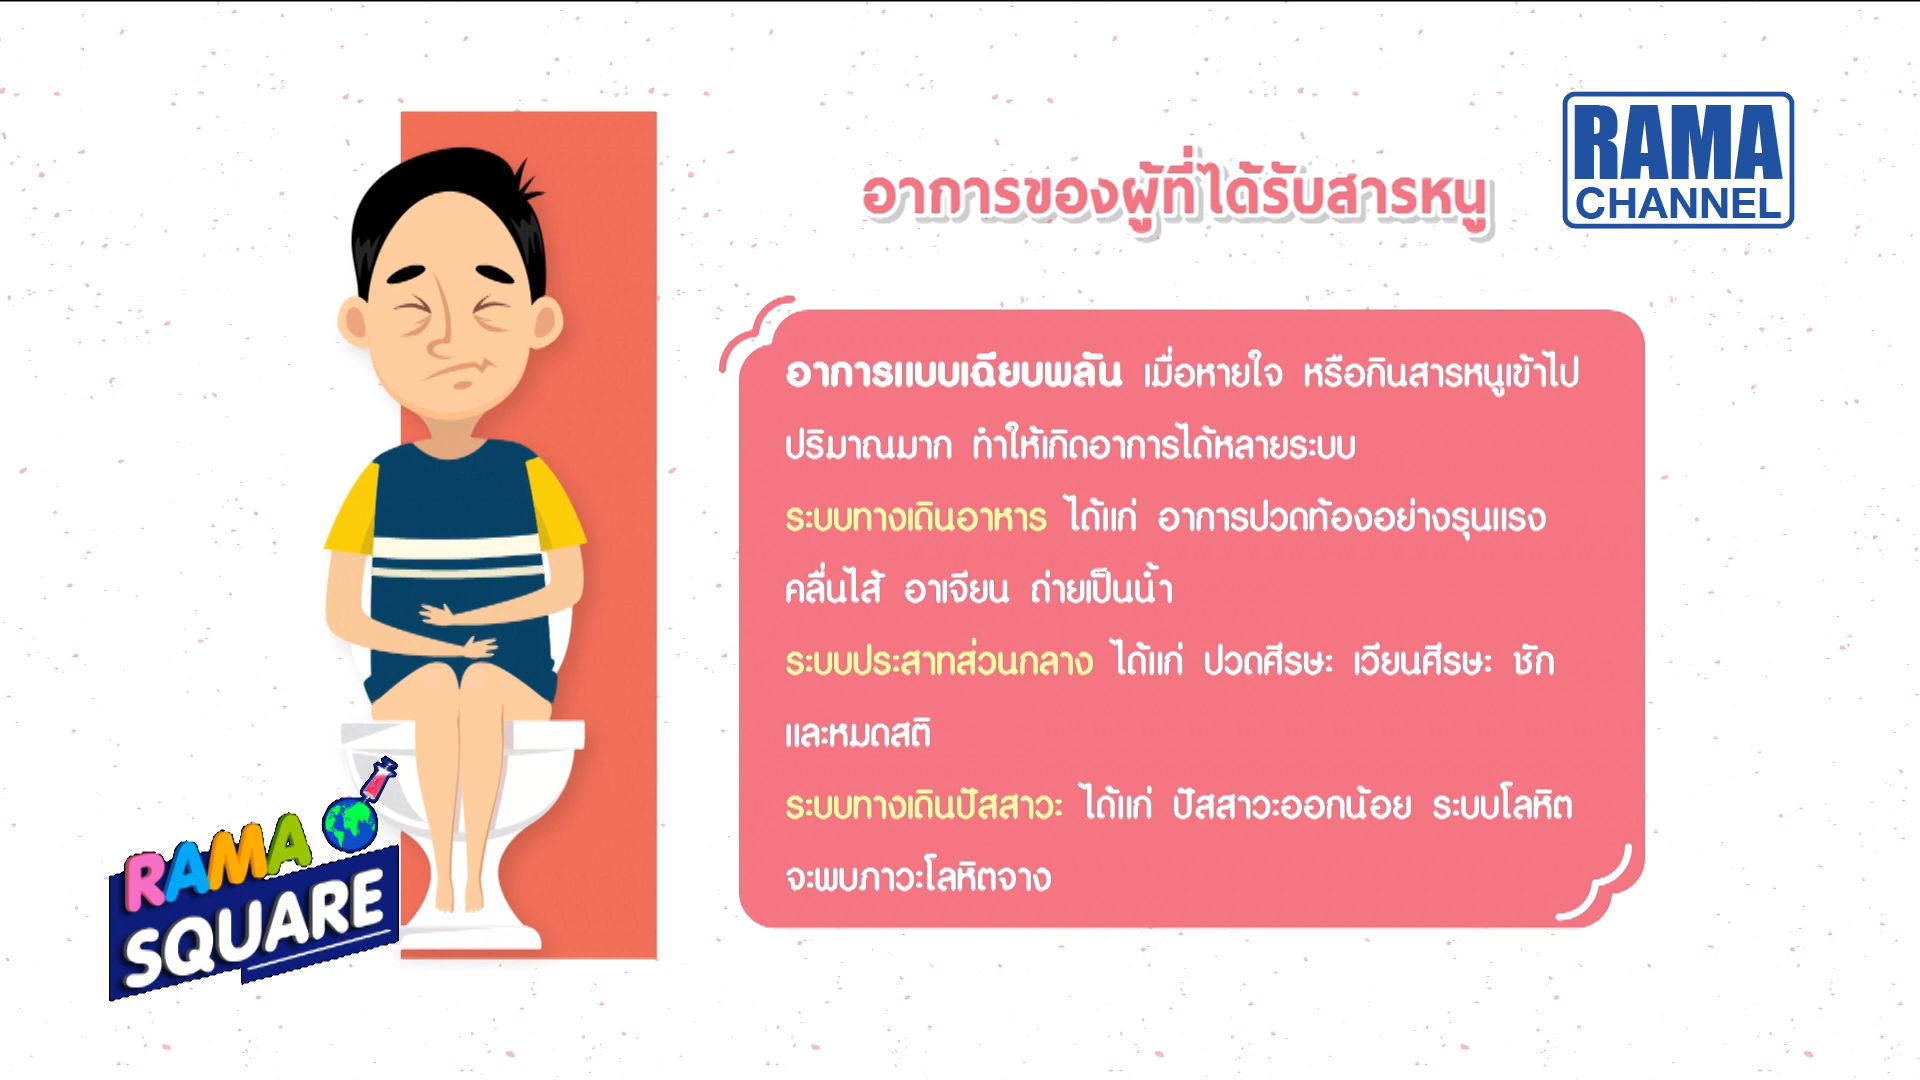 อาการของผู้ที่ได้รับสารหนู
RAMA
CHANNEL
อาการแบบเฉียบพลัน เมื่อหายใจ หรือกินสารหนูเข้าไป
ปริมาณมาก ทำให้เกิดอาการได้หลายระบบ
ระบบทางเดินอาหาร ได้แก่ อาการปวดท้องอย่างรุนแรง
คลื่นไส้ อาเจียน ถ่ายเป็นน้ำ
ระบบประสาทส่วนกลาง ได้แก่ ปวดศีรษะ เวียนศีรษะ ชัก
และหมดสติ
ระบบทางเดินปัสสาวะ ได้แก่ ปัสสาวะออกน้อย ระบบโลหิต
จะพบภาวะโลหิตจาง
RAMA
SQUARE